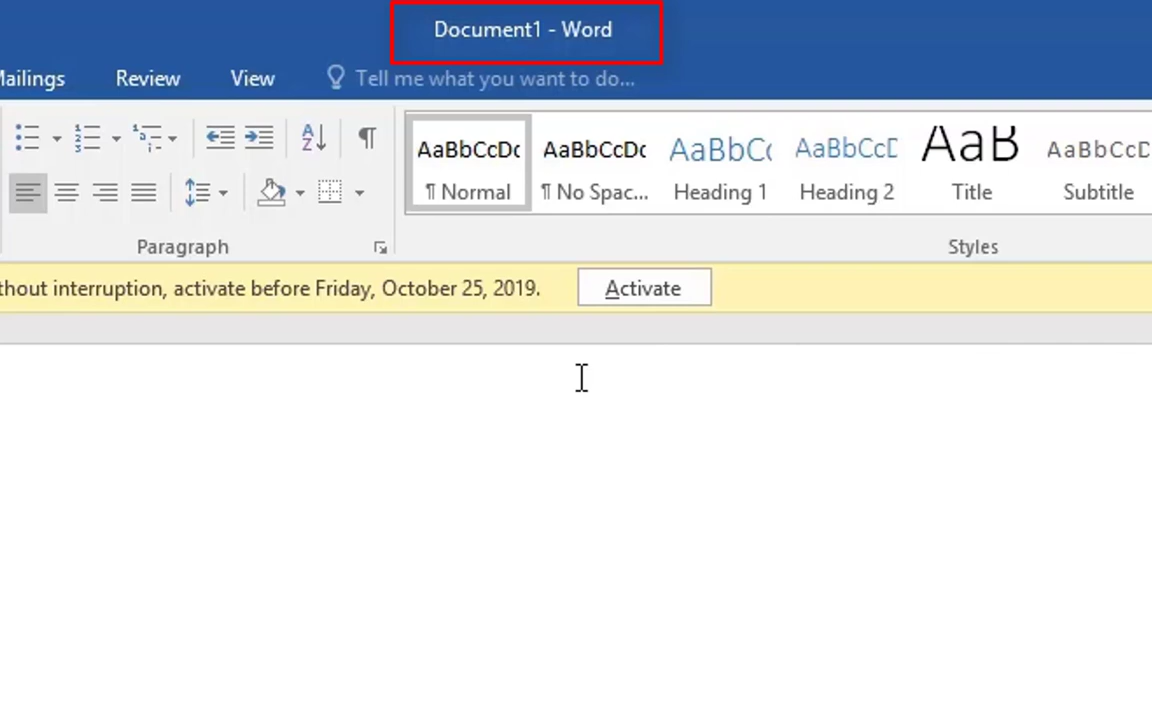 Document1 - Word
Mailings Review View Tell me what you want to do...
AaBbCcDc AaBbCcDc AaBbCc AaBbCcD AaB AaBbCcD
¶ Normal ¶ No Spac... Heading 1 Heading 2 Title Subtitle
Paragraph Styles
thout interruption, activate before Friday, October 25, 2019. Activate